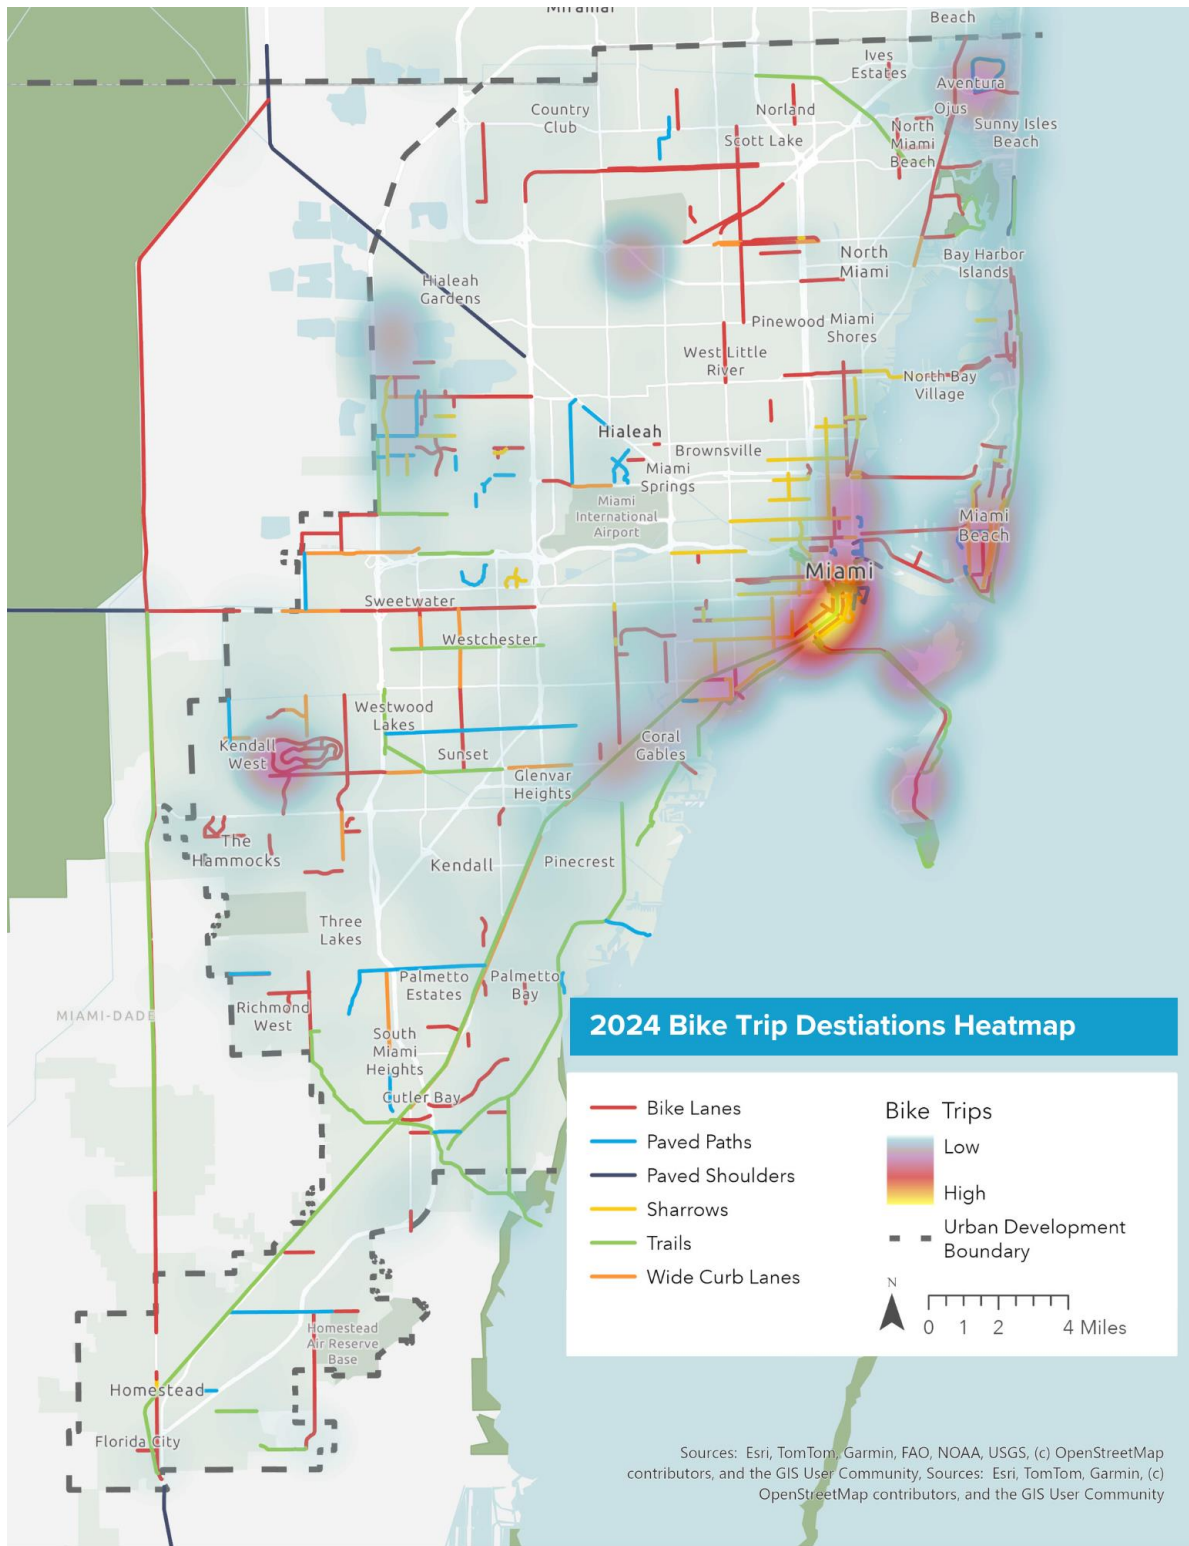 Miramar
Beach
Ives
Estates
Aventura
Country
Club
Norland
Ojus
Scott Lake
North
Miami
Beach
Sunny Isles
Beach
North
Miami
Bay Harbor
Islands
Hialeah
Gardens
Pinewood
Miami
Shores
West Little
River
North Bay
Village
Hialeah
Brownsville
Miami
Springs
Miami
International
Airport
Miami
Beach
Miami
Sweetwater
Westchester
Westwood
Lakes
Kendall
West
Sunset
Coral
Gables
Glenvar
Heights
The
Hammocks
Kendall
Pinecrest
Three
Lakes
Palmetto
Estates
Palmetto
Bay
Richmond
West
MIAMI-DADE
South
Miami
Heights
Cutler Bay
2024 Bike Trip Destiations Heatmap
Bike Lanes
Paved Paths
Paved Shoulders
Sharrows
Trails
Wide Curb Lanes
Bike Trips
Low
High
Urban Development
Boundary
N
0 1 2 4 Miles
Homestead
Air Reserve
Base
Homestead
Florida City
Sources: Esri, TomTom, Garmin, FAO, NOAA, USGS, (c) OpenStreetMap
contributors, and the GIS User Community, Sources: Esri, TomTom, Garmin, (c)
OpenStreetMap contributors, and the GIS User Community